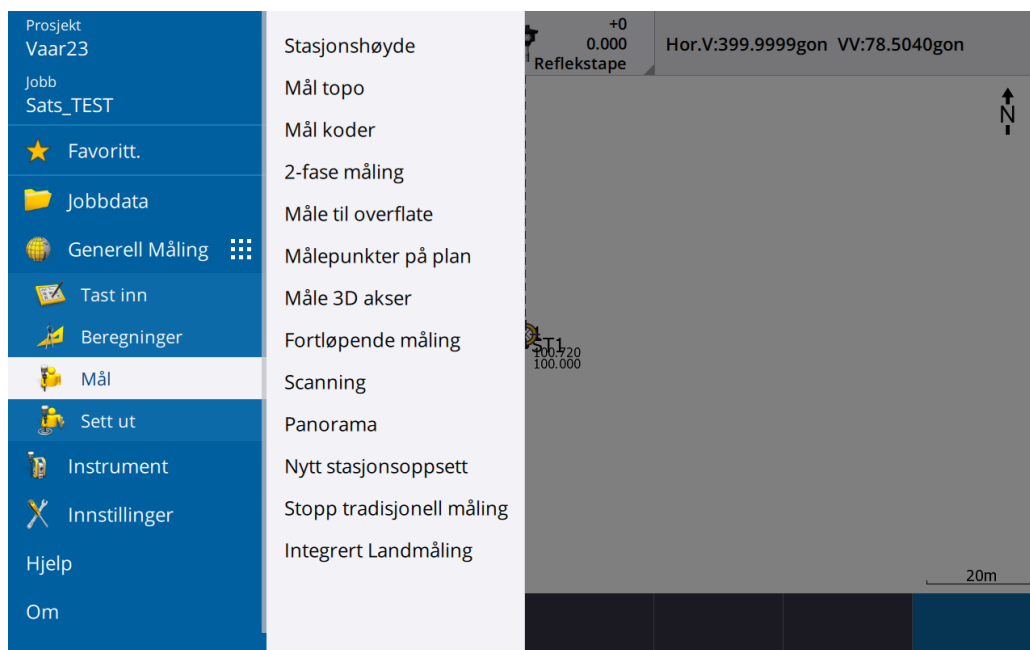 Prosjekt
Vaar23
Jobb
Sats_TEST
Favoritt.
Jobbdata
Generell Måling
Tast inn
Beregninger
Mål
Sett ut
Instrument
Innstillinger
Hjelp
Om
Stasjonshøyde
Mål topo
Mål koder
2-fase måling
Måle til overflate
Målepunkter på plan
Måle 3D akser
Fortløpende måling
Scanning
Panorama
Nytt stasjonsoppsett
Stopp tradisjonell måling
Integrert Landmåling
+0
0.000
Reflekstape
Hor.V:399.9999gon VV:78.5040gon
N
ST1
100.720
100.000
20m